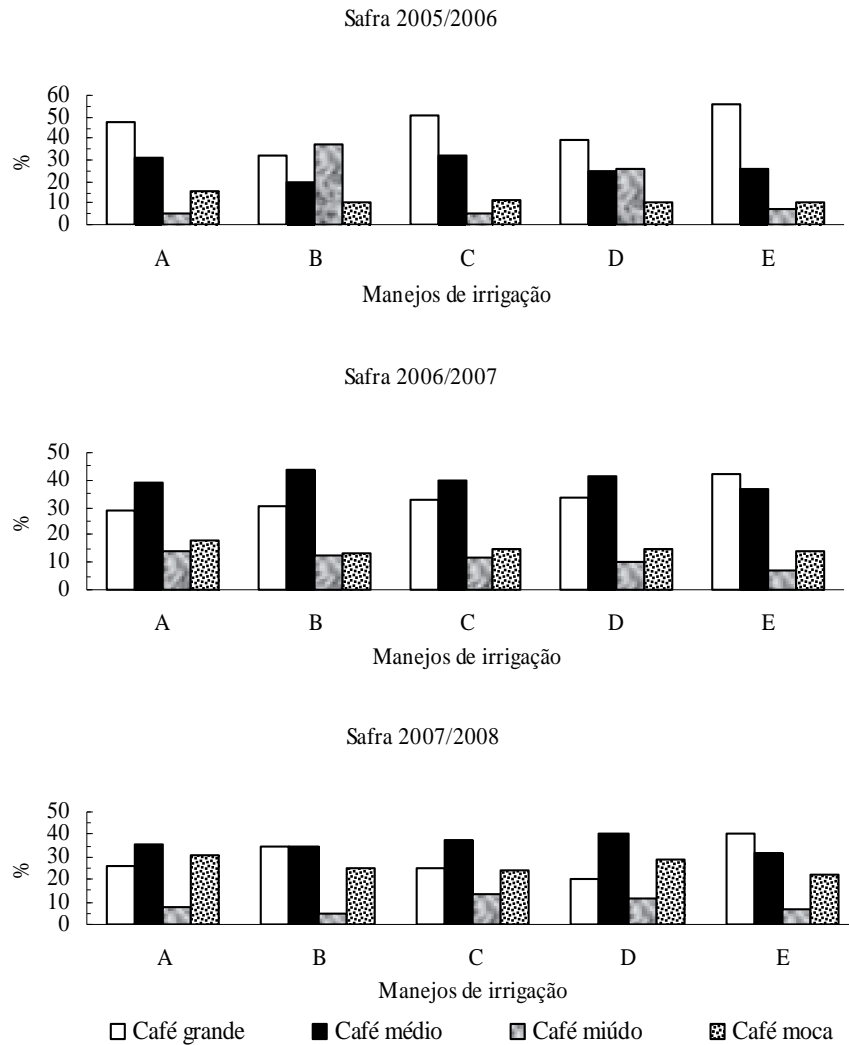 Safra 2005/2006
60
50
40
30
20
10
0
%
A B C D E
Manejos de irrigação
Safra 2006/2007
50
40
30
20
10
0
%
A B C D E
Manejos de irrigação
Safra 2007/2008
50
40
30
20
10
0
%
A B C D E
Manejos de irrigação
Café grande Café médio Café miúdo Café moca